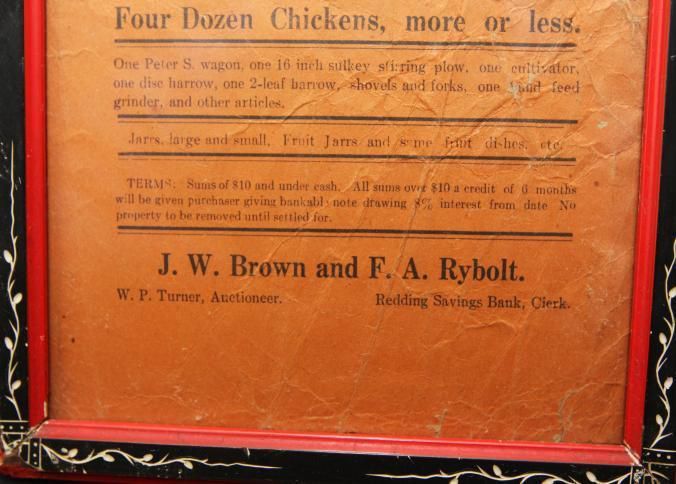 Four Dozen Chickens, more or less.
One Peter S. wagon, one 16 inch sulkey stirring plow, one cultivator,
one disc harrow, one 2-leaf harrow, shovels and forks, one hand feed
grinder, and other articles.
Jarrs, large and small, Fruit Jarrs and some fruit dishes, etc.
TERMS: Sums of $10 and under cash. All sums over $10 a credit of 6 months
will be given purchaser giving bankable note drawing 8% interest from date No
property to be removed until settled for.
J. W. Brown and F. A. Rybolt.
W. P. Turner, Auctioneer. Redding Savings Bank, Clerk.